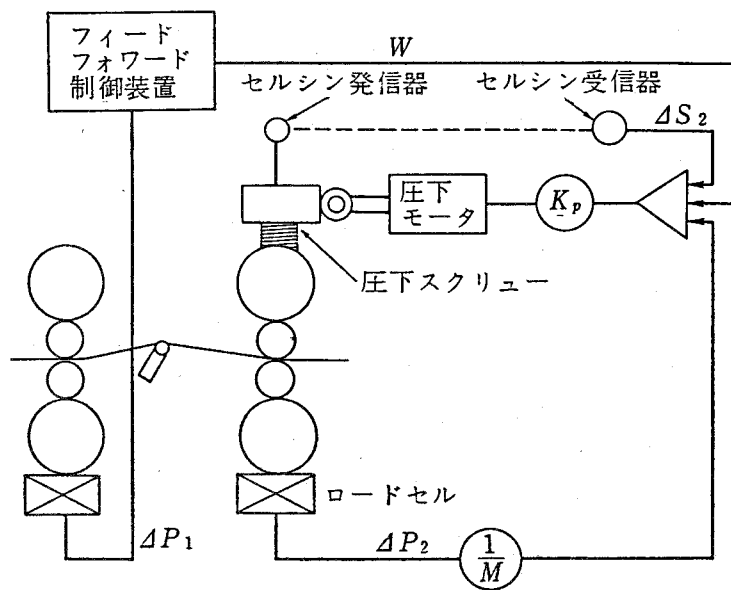 フィード
フォワード
制御装置
W
セルシン発信器
セルシン受信器
ΔS₂
圧下
モータ
K_p
圧下スクリュー
ロードセル
ΔP₁
ΔP₂
1/M